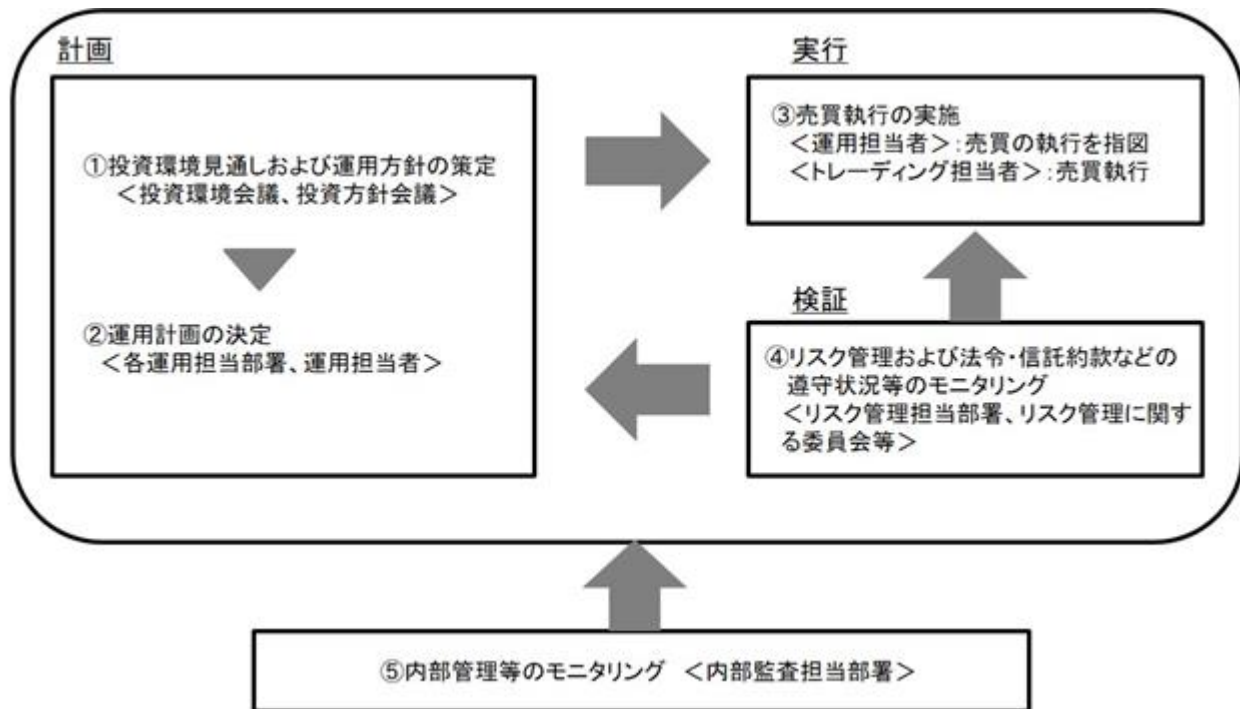 計画
①投資環境見通しおよび運用方針の策定
＜投資環境会議、投資方針会議＞
②運用計画の決定
＜各運用担当部署、運用担当者＞
実行
③売買執行の実施
＜運用担当者＞：売買の執行を指図
＜トレーディング担当者＞：売買執行
検証
④リスク管理および法令・信託約款などの
遵守状況等のモニタリング
＜リスク管理担当部署、リスク管理に関す
る委員会等＞
⑤内部管理等のモニタリング ＜内部監査担当部署＞